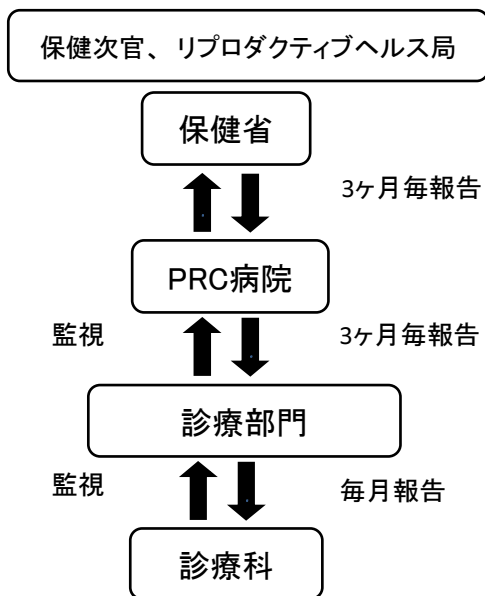 保健次官、 リプロダクティブヘルス局
保健省
3ヶ月毎報告
PRC病院
監視
3ヶ月毎報告
診療部門
監視
毎月報告
診療科